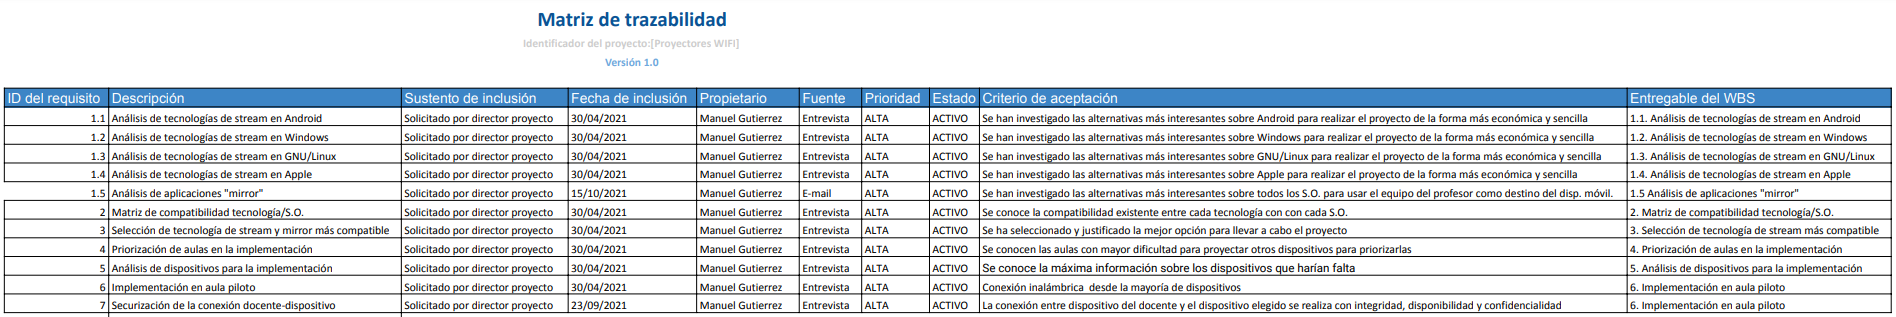 Matriz de trazabilidad
Identificador del proyecto:[Proyectores WIFI]
Versión 1.0
ID del requisito Descripción Sustento de inclusión Fecha de inclusión Propietario Fuente Prioridad Estado Criterio de aceptación Entregable del WBS
1.1 Análisis de tecnologías de stream en Android Solicitado por director proyecto 30/04/2021 Manuel Gutierrez Entrevista ALTA ACTIVO Se han investigado las alternativas más interesantes sobre Android para realizar el proyecto de la forma más económica y sencilla 1.1. Análisis de tecnologías de stream en Android
1.2 Análisis de tecnologías de stream en Windows Solicitado por director proyecto 30/04/2021 Manuel Gutierrez Entrevista ALTA ACTIVO Se han investigado las alternativas más interesantes sobre Windows para realizar el proyecto de la forma más económica y sencilla 1.2. Análisis de tecnologías de stream en Windows
1.3 Análisis de tecnologías de stream en GNU/Linux Solicitado por director proyecto 30/04/2021 Manuel Gutierrez Entrevista ALTA ACTIVO Se han investigado las alternativas más interesantes sobre GNU/Linux para realizar el proyecto de la forma más económica y sencilla 1.3. Análisis de tecnologías de stream en GNU/Linux
1.4 Análisis de tecnologías de stream en Apple Solicitado por director proyecto 30/04/2021 Manuel Gutierrez Entrevista ALTA ACTIVO Se han investigado las alternativas más interesantes sobre Apple para realizar el proyecto de la forma más económica y sencilla 1.4. Análisis de tecnologías de stream en Apple
1.5 Análisis de aplicaciones "mirror" Solicitado por director proyecto 15/10/2021 Manuel Gutierrez E-mail ALTA ACTIVO Se han investigado las alternativas más interesantes sobre todos los S.O. para usar el equipo del profesor como destino del disp. móvil. 1.5 Análisis de aplicaciones "mirror"
2 Matriz de compatibilidad tecnología/S.O. Solicitado por director proyecto 30/04/2021 Manuel Gutierrez Entrevista ALTA ACTIVO Se conoce la compatibilidad existente entre cada tecnología con con cada S.O. 2. Matriz de compatibilidad tecnología/S.O.
3 Selección de tecnología de stream y mirror más compatible Solicitado por director proyecto 30/04/2021 Manuel Gutierrez Entrevista ALTA ACTIVO Se ha seleccionado y justificado la mejor opción para llevar a cabo el proyecto 3. Selección de tecnología de stream más compatible
4 Priorización de aulas en la implementación Solicitado por director proyecto 30/04/2021 Manuel Gutierrez Entrevista ALTA ACTIVO Se conocen las aulas con mayor dificultad para proyectar otros dispositivos para priorizarlas 4. Priorización de aulas en la implementación
5 Análisis de dispositivos para la implementación Solicitado por director proyecto 30/04/2021 Manuel Gutierrez Entrevista ALTA ACTIVO Se conoce la máxima información sobre los dispositivos que harían falta 5. Análisis de dispositivos para la implementación
6 Implementación en aula piloto Solicitado por director proyecto 30/04/2021 Manuel Gutierrez Entrevista ALTA ACTIVO Conexión inalámbrica desde la mayoría de dispositivos 6. Implementación en aula piloto
7 Securización de la conexión docente-dispositivo Solicitado por director proyecto 23/09/2021 Manuel Gutierrez Entrevista ALTA ACTIVO La conexión entre dispositivo del docente y el dispositivo elegido se realiza con integridad, disponibilidad y confidencialidad 6. Implementación en aula piloto